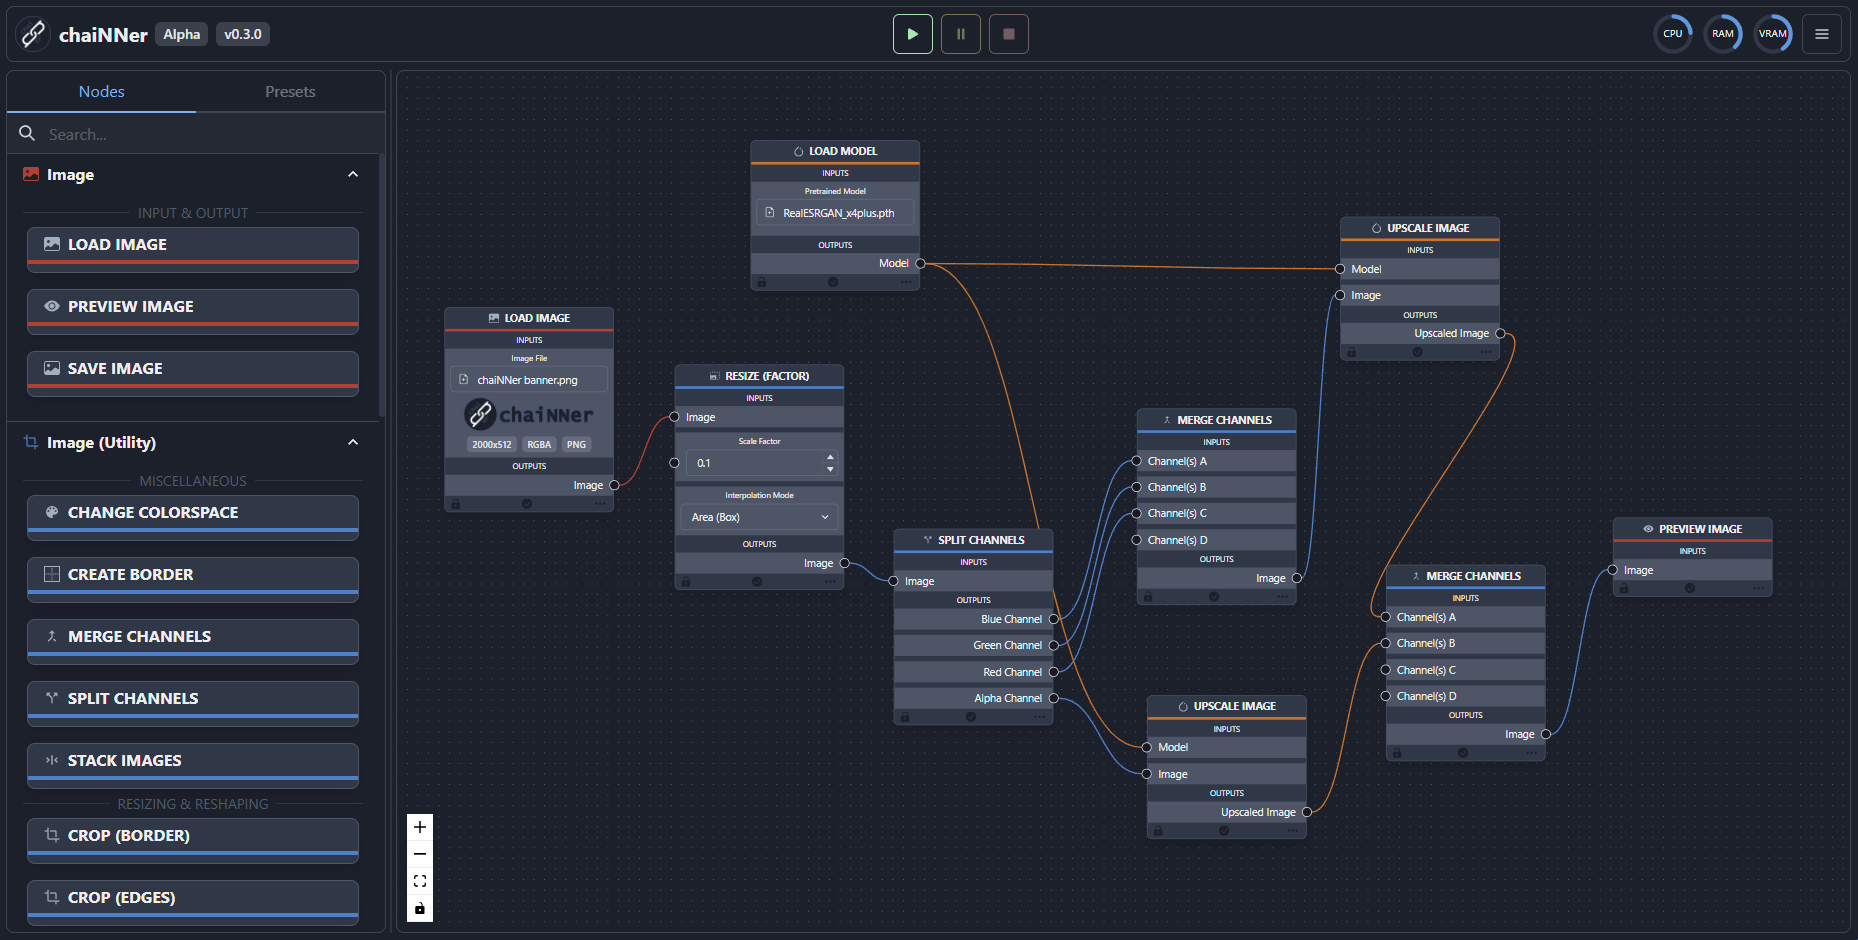 chaiNNer Alpha v0.3.0
CPU RAM VRAM
Nodes Presets
Search...
Image
INPUT & OUTPUT
LOAD IMAGE
PREVIEW IMAGE
SAVE IMAGE
Image (Utility)
MISCELLANEOUS
CHANGE COLORSPACE
CREATE BORDER
MERGE CHANNELS
SPLIT CHANNELS
STACK IMAGES
RESIZING & RESHAPING
CROP (BORDER)
CROP (EDGES)
LOAD IMAGE
INPUTS
Image File
chaiNNer banner.png
chaiNNer
2000x512 RGBA PNG
OUTPUTS
Image
LOAD MODEL
INPUTS
Pretrained Model
RealESRGAN_x4plus.pth
OUTPUTS
Model
RESIZE (FACTOR)
INPUTS
Image
Scale Factor
0.1
Interpolation Mode
Area (Box)
OUTPUTS
Image
SPLIT CHANNELS
INPUTS
Image
OUTPUTS
Blue Channel
Green Channel
Red Channel
Alpha Channel
MERGE CHANNELS
INPUTS
Channel(s) A
Channel(s) B
Channel(s) C
Channel(s) D
OUTPUTS
Image
UPSCALE IMAGE
INPUTS
Model
Image
OUTPUTS
Upscaled Image
UPSCALE IMAGE
INPUTS
Model
Image
OUTPUTS
Upscaled Image
MERGE CHANNELS
INPUTS
Channel(s) A
Channel(s) B
Channel(s) C
Channel(s) D
OUTPUTS
Image
PREVIEW IMAGE
INPUTS
Image